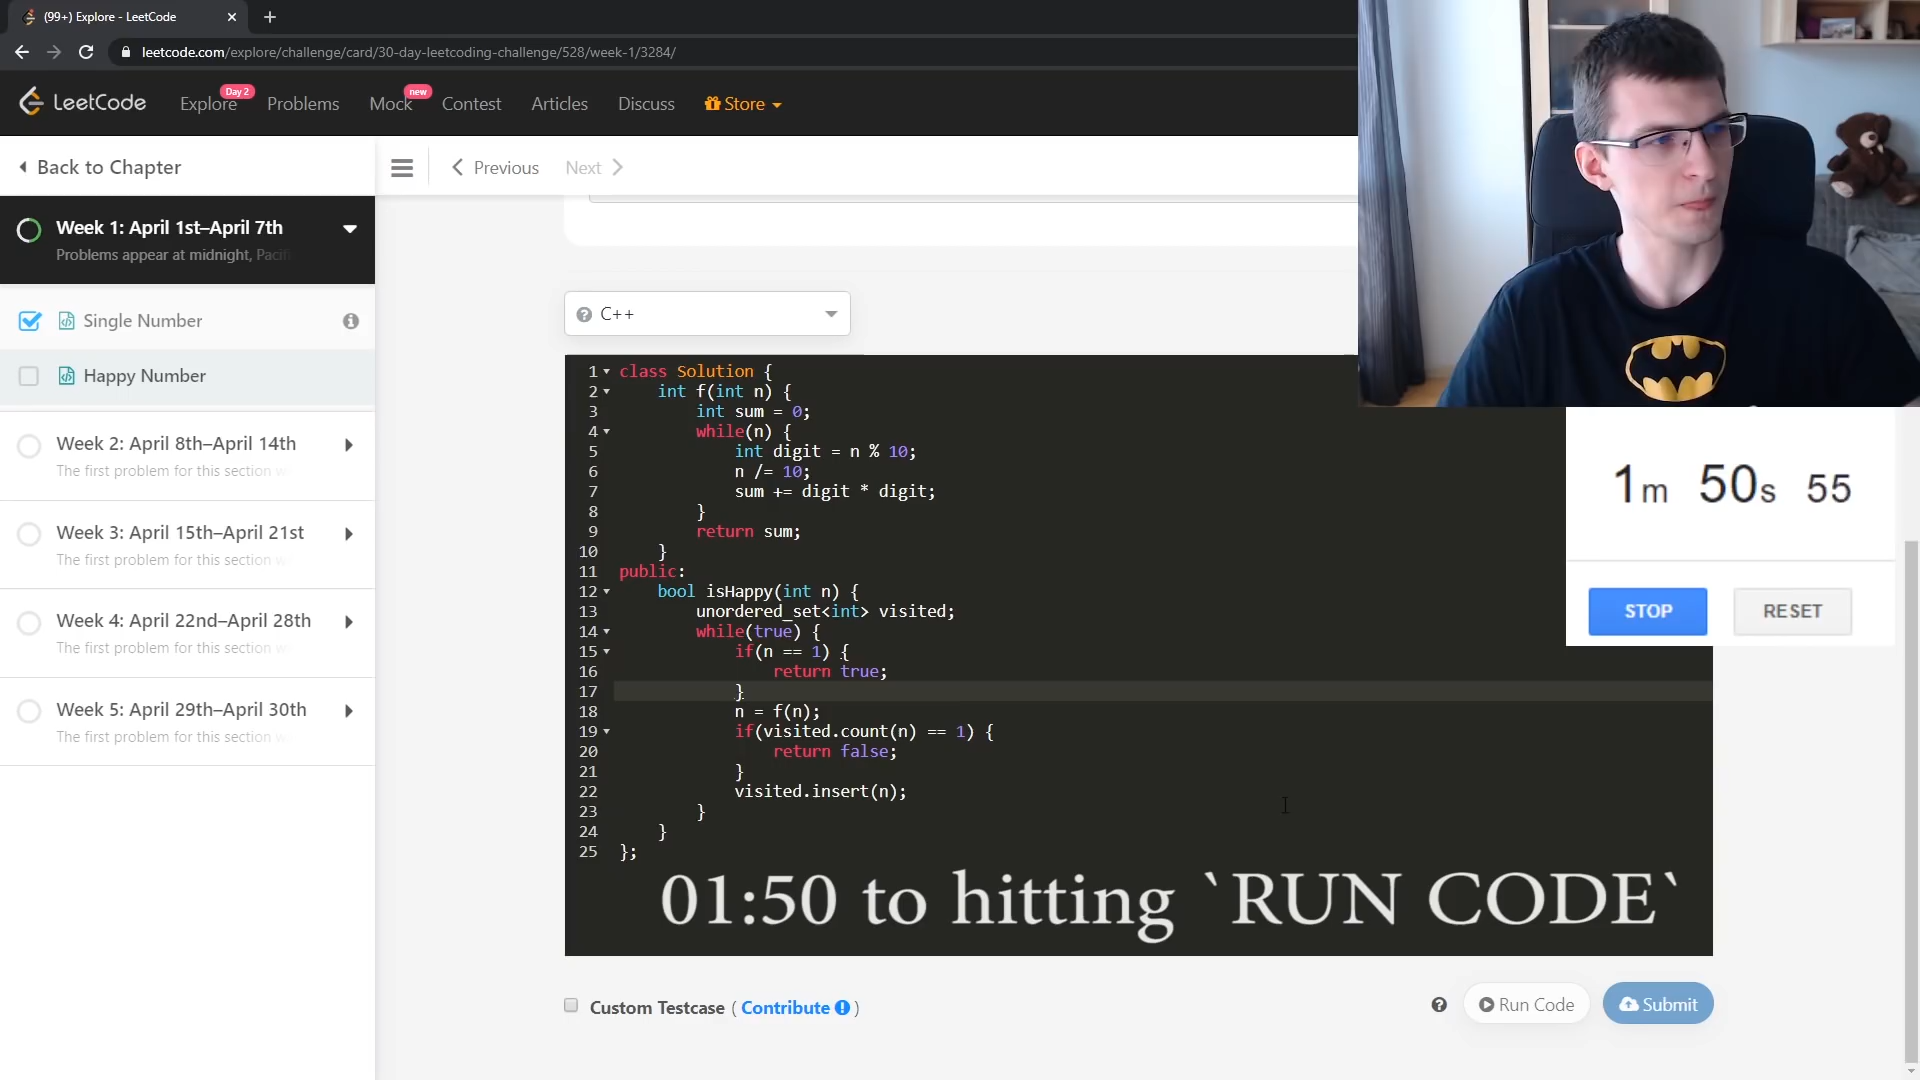 (99+) Explore - LeetCode
leetcode.com/explore/challenge/card/30-day-leetcoding-challenge/528/week-1/3284/
LeetCode
Explore Day 2 Problems Mock new Contest Articles Discuss Store
Back to Chapter
Previous Next
Week 1: April 1st–April 7th
Problems appear at midnight,
Single Number
Happy Number
Week 2: April 8th–April 14th
The first problem for this section
Week 3: April 15th–April 21st
The first problem for this section
Week 4: April 22nd–April 28th
The first problem for this section
Week 5: April 29th–April 30th
The first problem for this section
C++
1 class Solution {
2 int f(int n) {
3 int sum = 0;
4 while(n) {
5 int digit = n % 10;
6 n /= 10;
7 sum += digit * digit;
8 }
9 return sum;
10 }
11 public:
12 bool isHappy(int n) {
13 unordered_set<int> visited;
14 while(true) {
15 if(n == 1) {
16 return true;
17 }
18 n = f(n);
19 if(visited.count(n) == 1) {
20 return false;
21 }
22 visited.insert(n);
23 }
24 }
25 };
01:50 to hitting `RUN CODE`
1m 50s 55
STOP RESET
Custom Testcase ( Contribute )
Run Code Submit